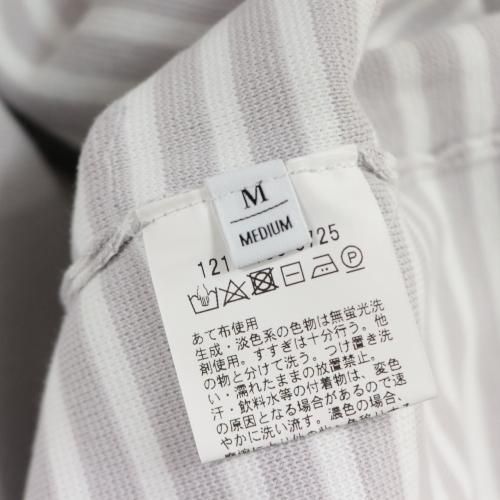 M
MEDIUM
121
725
P
あて布使用
生成・淡色系の色物は無蛍光洗
剤使用。すすぎは十分行う。他
の物と分けて洗う。つけ置き洗
い・濡れたままの放置禁止。
汗・飲料水等の付着物は、変色
の原因となる場合があるので速
やかに洗い流す。濃色の場合、